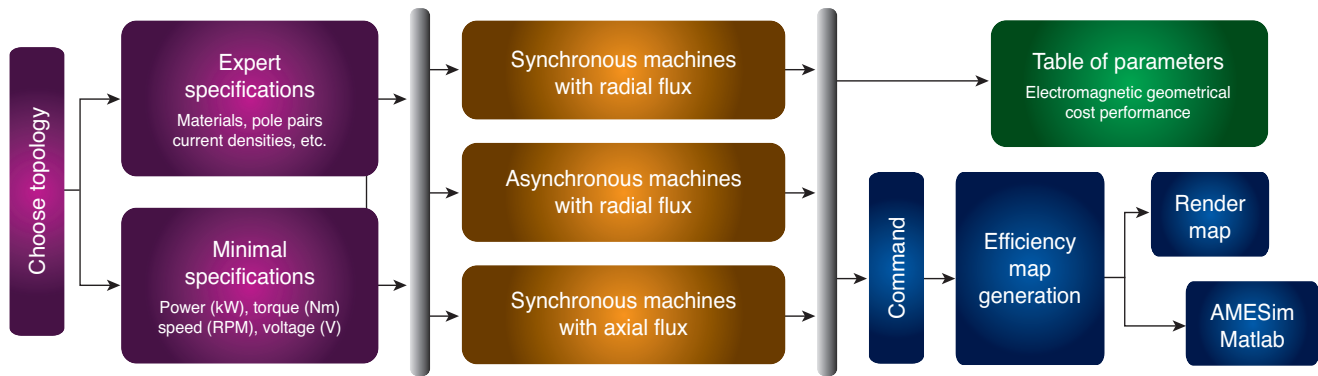 Choose topology
Expert
specifications
Materials, pole pairs
current densities, etc.
Minimal
specifications
Power (kW), torque (Nm)
speed (RPM), voltage (V)
Synchronous machines
with radial flux
Asynchronous machines
with radial flux
Synchronous machines
with axial flux
Table of parameters
Electromagnetic geometrical
cost performance
Command
Efficiency
map
generation
Render
map
AMESim
Matlab